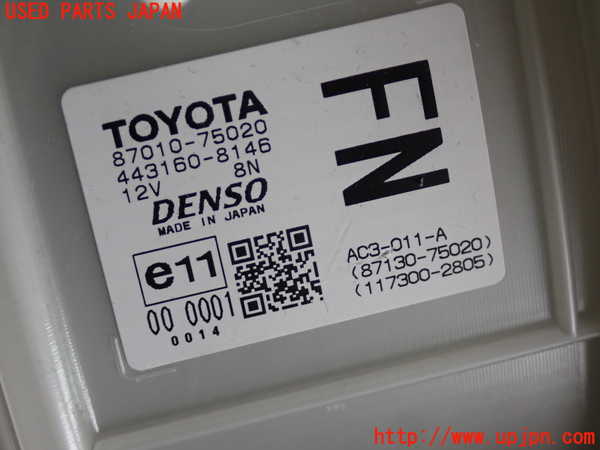 USED PARTS JAPAN
TOYOTA
87010-75020
443160-8146
12V 8N
DENSO
MADE IN JAPAN
e11
00 0001
0014
FN
AC3-011-A
(87130-75020)
(117300-2805)
http://www.upjpn.com/